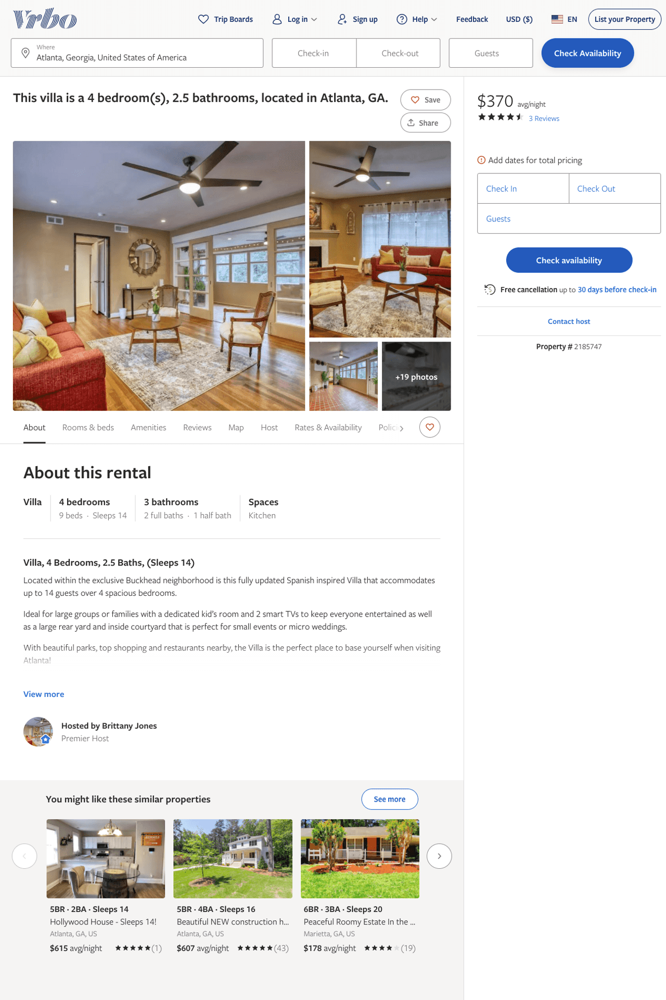 Vrbo
Trip Boards
Log in
Sign up
Help
Feedback
USD ($)
EN
List your Property
Where
Atlanta, Georgia, United States of America
Check-in
Check-out
Guests
Check Availability
This villa is a 4 bedroom(s), 2.5 bathrooms, located in Atlanta, GA.
Save
Share
$370 avg/night
3 Reviews
Add dates for total pricing
Check In
Check Out
Guests
Check availability
Free cancellation up to 30 days before check-in
Contact host
Property # 2185747
+19 photos
About
Rooms & beds
Amenities
Reviews
Map
Host
Rates & Availability
Polici
About this rental
Villa
4 bedrooms
9 beds · Sleeps 14
3 bathrooms
2 full baths · 1 half bath
Spaces
Kitchen
Villa, 4 Bedrooms, 2.5 Baths, (Sleeps 14)
Located within the exclusive Buckhead neighborhood is this fully updated Spanish inspired Villa that accommodates
up to 14 guests over 4 spacious bedrooms.
Ideal for large groups or families with a dedicated kid’s room and 2 smart TVs to keep everyone entertained as well
as a large rear yard and inside courtyard that is perfect for small events or micro weddings.
With beautiful parks, top shopping and restaurants nearby, the Villa is the perfect place to base yourself when visiting
Atlanta!
View more
Hosted by Brittany Jones
Premier Host
You might like these similar properties
See more
5BR · 2BA · Sleeps 14
Hollywood House - Sleeps 14!
Atlanta, GA, US
$615 avg/night
(1)
5BR · 4BA · Sleeps 16
Beautiful NEW construction h...
Atlanta, GA, US
$607 avg/night
(43)
6BR · 3BA · Sleeps 20
Peaceful Roomy Estate In the ...
Marietta, GA, US
$178 avg/night
(19)